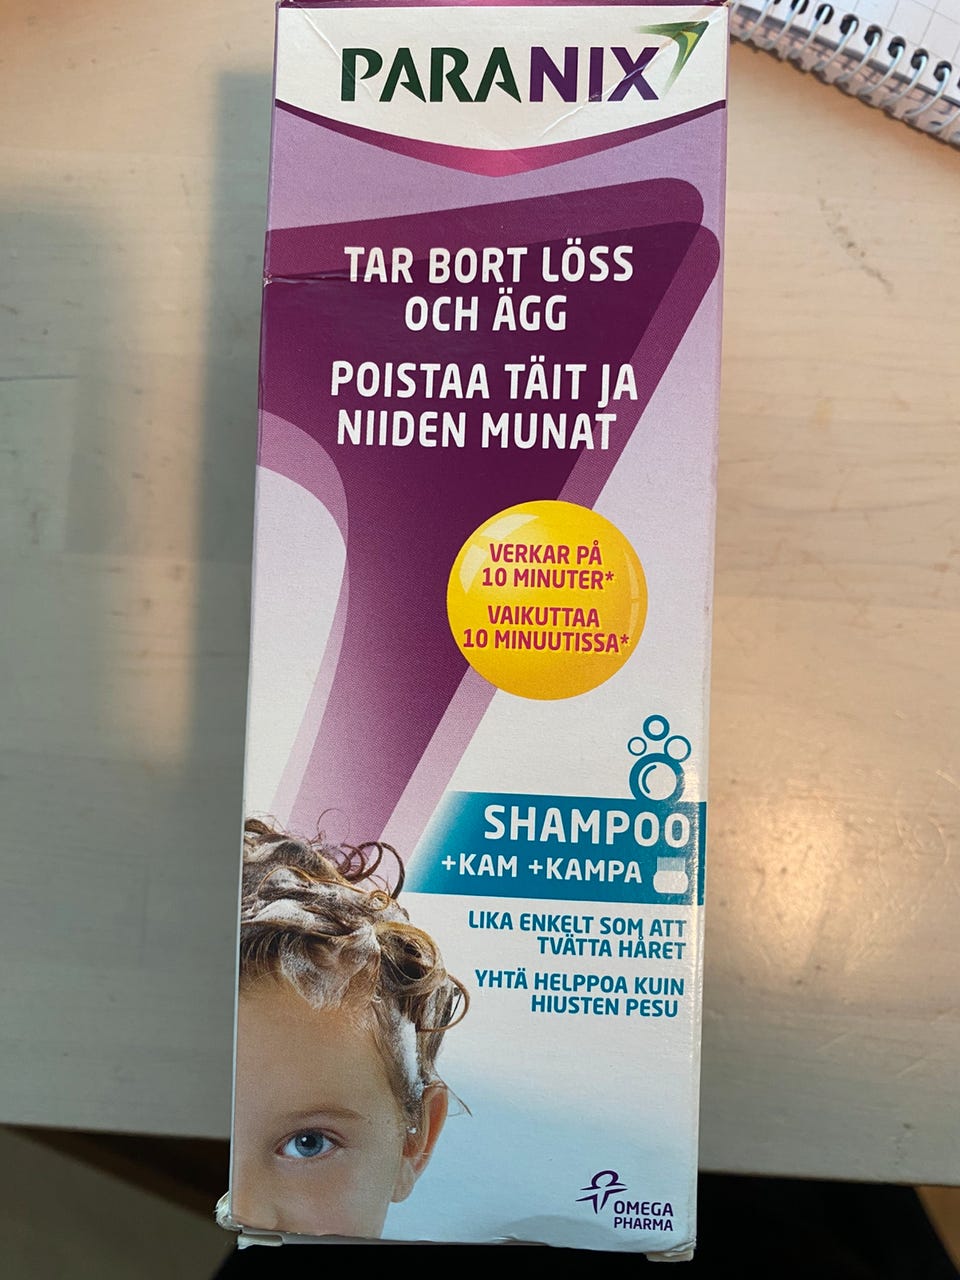 PARANIX
TAR BORT LÖSS
OCH ÄGG
POISTAA TÄIT JA
NIIDEN MUNAT
VERKAR PÅ
10 MINUTER*
VAIKUTTAA
10 MINUUTISSA*
SHAMPOO
+KAM +KAMPA
LIKA ENKELT SOM ATT
TVÄTTA HÅRET
YHTÄ HELPPOA KUIN
HIUSTEN PESU
OMEGA
PHARMA